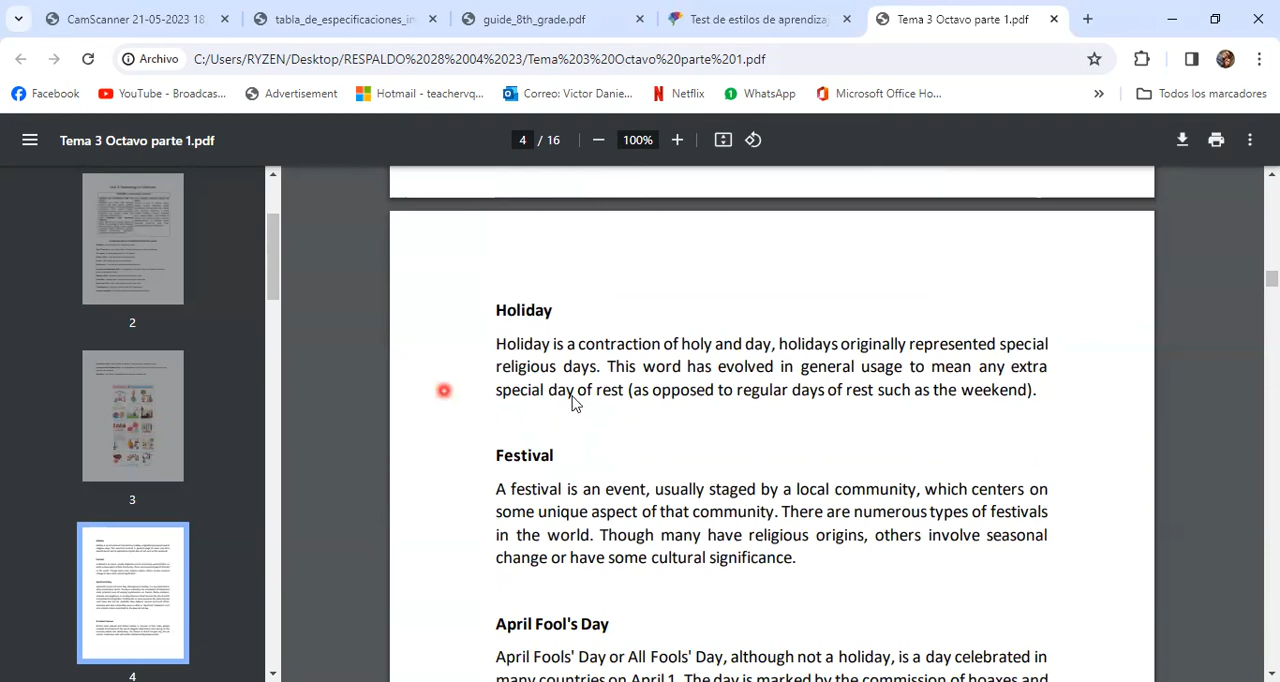 CamScanner 21-05-2023 18
tabla_de_especificaciones_in
guide_8th_grade.pdf
Test de estilos de aprendizaj
Tema 3 Octavo parte 1.pdf
Archivo
C:/Users/RYZEN/Desktop/RESPALDO%2028%2004%2023/Tema%203%20Octavo%20parte%201.pdf
Facebook
YouTube - Broadcas...
Advertisement
Hotmail - teachervq...
Correo: Victor Danie...
Netflix
WhatsApp
Microsoft Office Ho...
»
Todos los marcadores
Tema 3 Octavo parte 1.pdf
4 / 16
100%
2
3
4
Holiday
Holiday is a contraction of holy and day, holidays originally represented special
religious days. This word has evolved in general usage to mean any extra
special day of rest (as opposed to regular days of rest such as the weekend).
Festival
A festival is an event, usually staged by a local community, which centers on
some unique aspect of that community. There are numerous types of festivals
in the world. Though many have religious origins, others involve seasonal
change or have some cultural significance.
April Fool's Day
April Fools' Day or All Fools' Day, although not a holiday, is a day celebrated in
many countries on April 1. The day is marked by the commission of hoaxes and